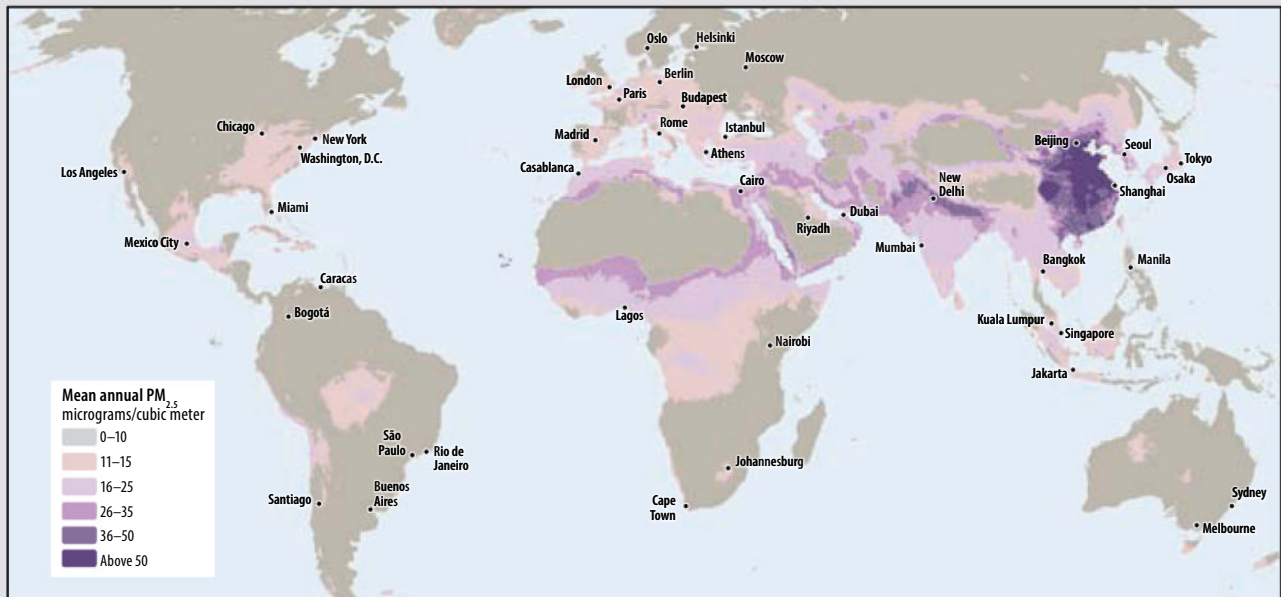 Oslo
Helsinki
Moscow
London
Berlin
Paris
Budapest
Chicago
New York
Rome
Istanbul
Madrid
Washington, D.C.
Beijing
Seoul
Tokyo
Athens
Los Angeles
Casablanca
Osaka
Cairo
New
Delhi
Shanghai
Miami
Dubai
Riyadh
Mexico City
Mumbai
Bangkok
Manila
Caracas
Bogotá
Lagos
Kuala Lumpur
Singapore
Nairobi
Jakarta
Mean annual PM2.5
micrograms/cubic meter
0–10
11–15
16–25
26–35
36–50
Above 50
São
Paulo
Rio de
Janeiro
Johannesburg
Santiago
Buenos
Aires
Cape
Town
Sydney
Melbourne